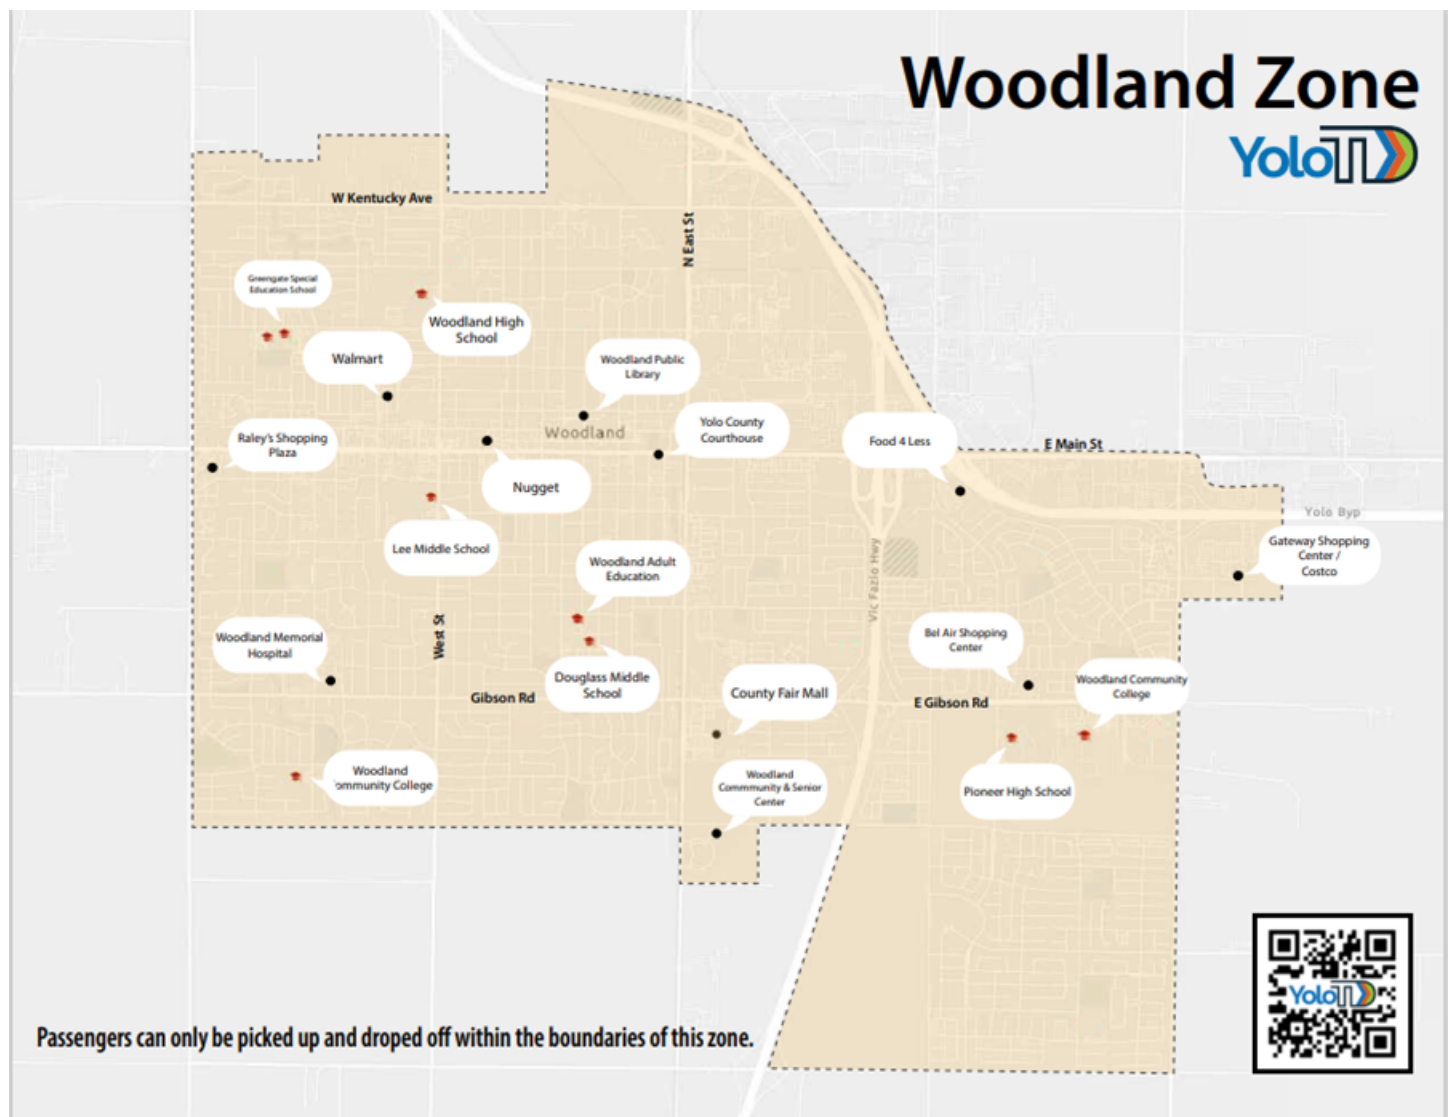 Woodland Zone
YoloTD
W Kentucky Ave
N East St
Greengate Special
Education School
Woodland High
School
Walmart
Woodland Public
Library
Woodland
Yolo County
Courthouse
Raley's Shopping
Plaza
Food 4 Less
E Main St
Nugget
Yolo Byp
Lee Middle School
Gateway Shopping
Center /
Costco
Woodland Adult
Education
Vic Fazio Hwy
West St
Woodland Memorial
Hospital
Bel Air Shopping
Center
Douglass Middle
School
County Fair Mall
Woodland Community
College
Gibson Rd
E Gibson Rd
Woodland
ommunity College
Woodland
Commmunity & Senior
Center
Pioneer High School
YoloTD
Passengers can only be picked up and droped off within the boundaries of this zone.